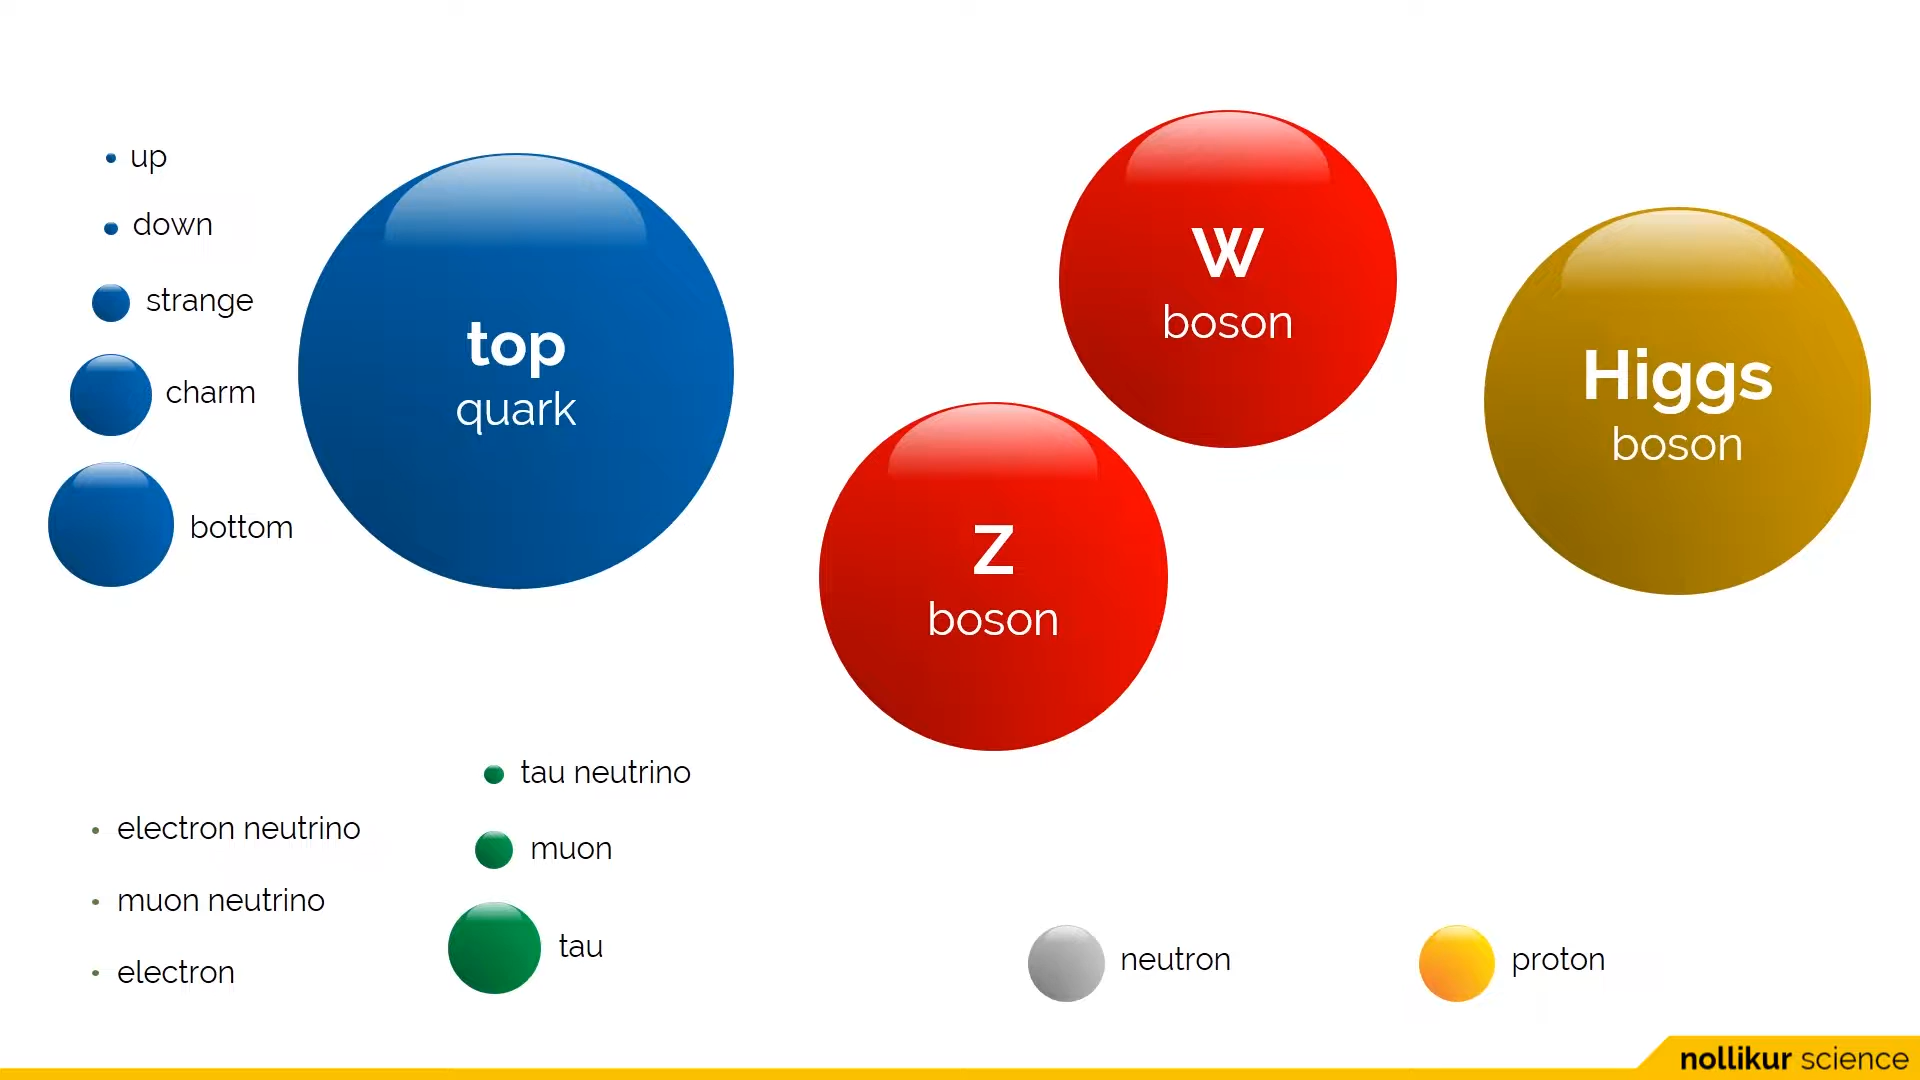 up
down
strange
charm
bottom
top
quark
W
boson
Z
boson
Higgs
boson
electron neutrino
muon neutrino
electron
tau neutrino
muon
tau
neutron
proton
nollikur science